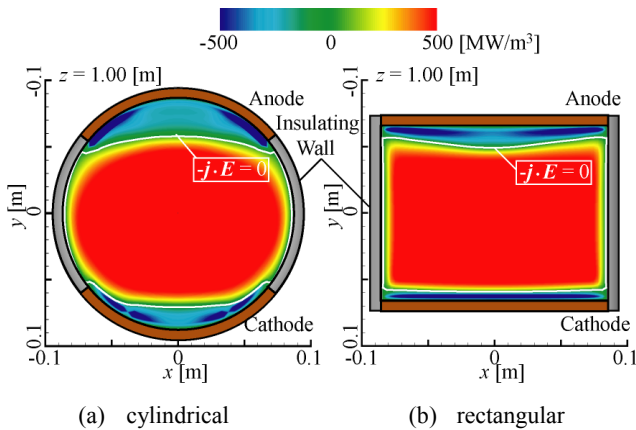 -500 0 500 [MW/m³]
z = 1.00 [m]
Anode
Insulating
Wall
-j·E = 0
Cathode
-0.1
0
0.1
y [m]
-0.1 0 0.1
x [m]
(a) cylindrical
z = 1.00 [m]
Anode
-j·E = 0
Cathode
-0.1
0
0.1
y [m]
-0.1 0 0.1
x [m]
(b) rectangular